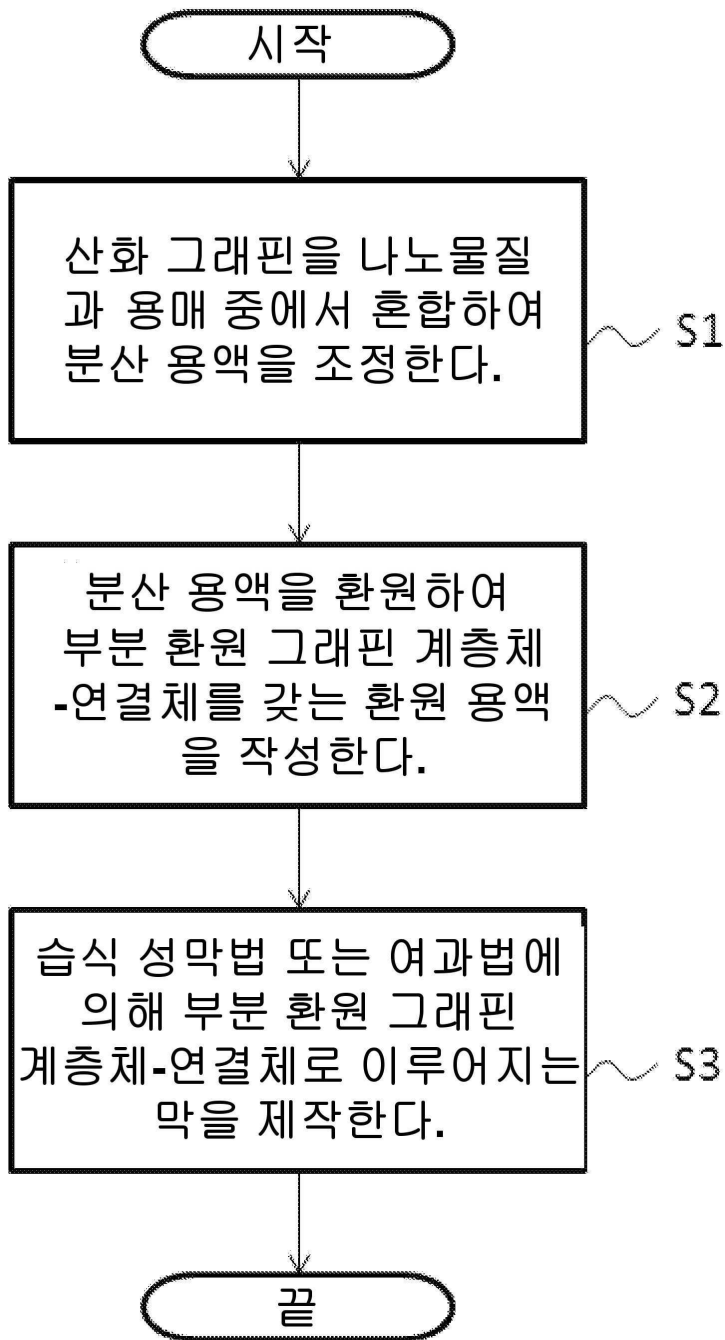 시작
산화 그래핀을 나노물질
과 용매 중에서 혼합하여
분산 용액을 조정한다.
S1
분산 용액을 환원하여
부분 환원 그래핀 계층체
-연결체를 갖는 환원 용액
을 작성한다.
S2
습식 성막법 또는 여과법에
의해 부분 환원 그래핀
계층체-연결체로 이루어지는
막을 제작한다.
S3
끝